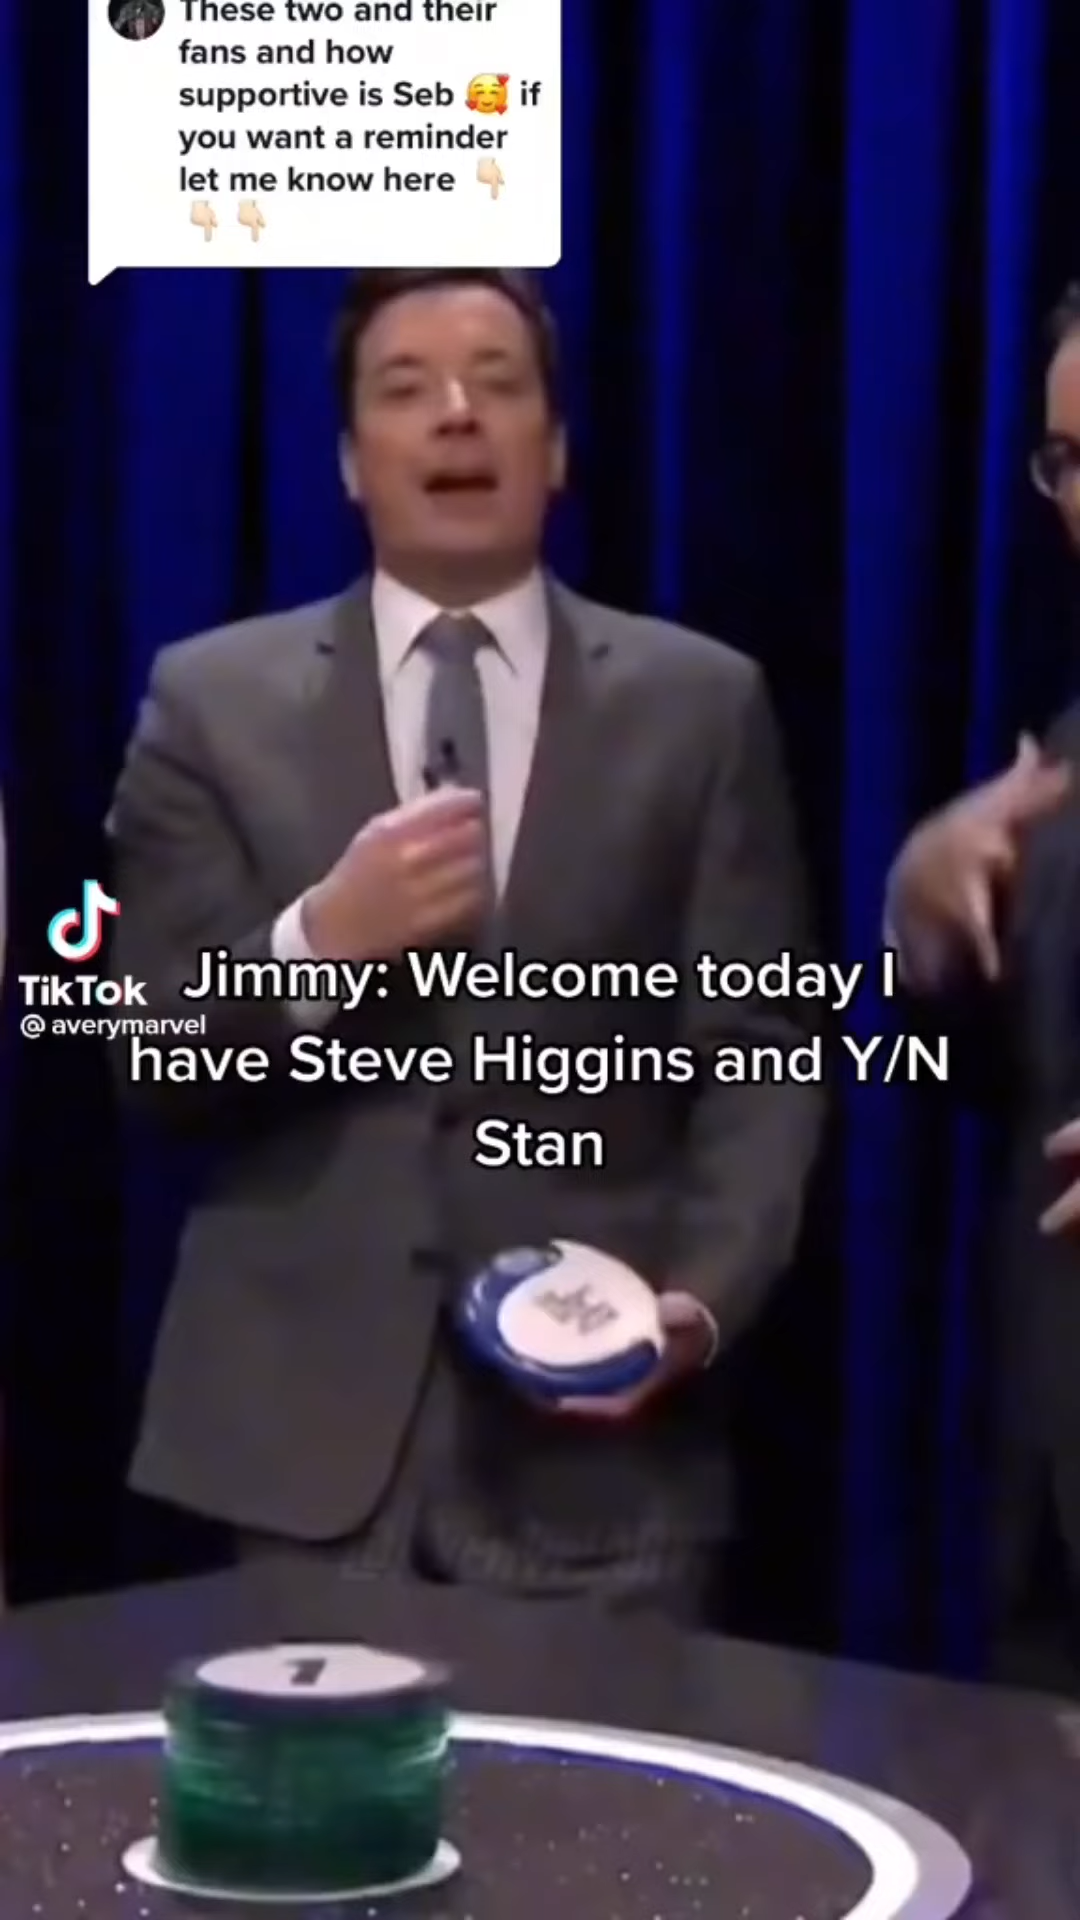 These two and their
fans and how
supportive is Seb 🥰 if
you want a reminder
let me know here 👇🏻
👇🏻👇🏻
TikTok
@ averymarvel
Jimmy: Welcome today I
have Steve Higgins and Y/N
Stan